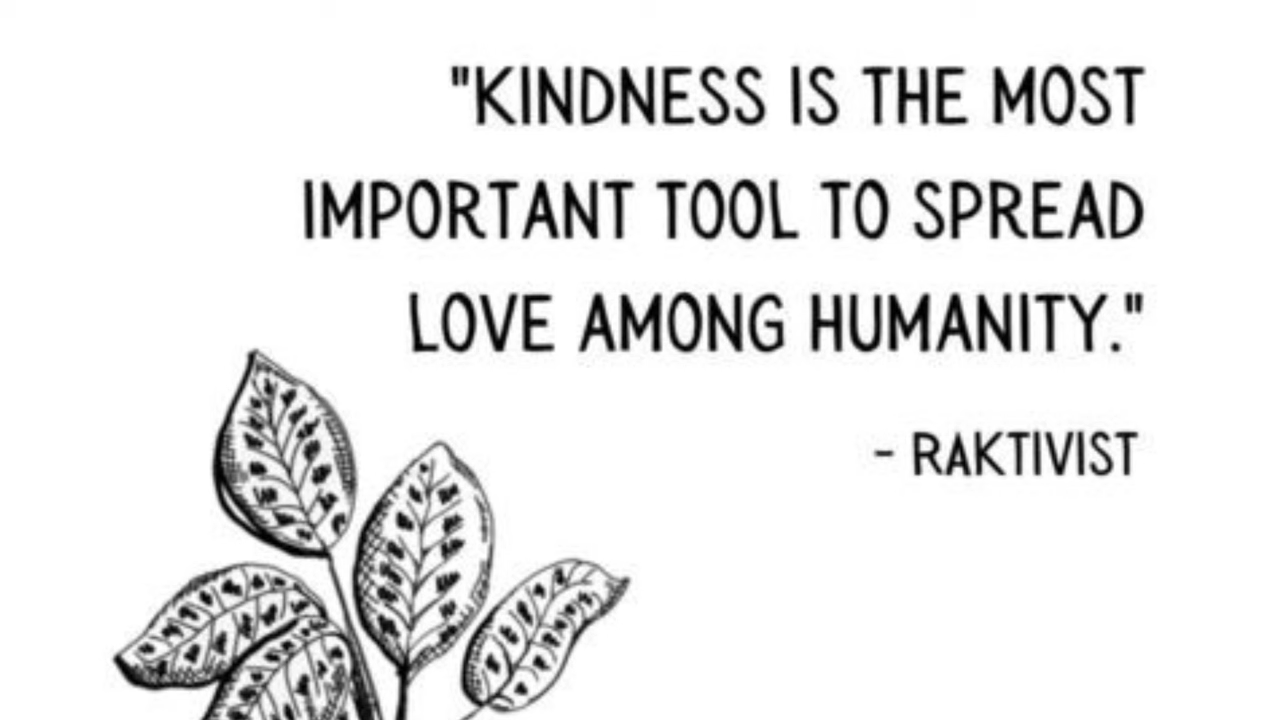 "KINDNESS IS THE MOST
IMPORTANT TOOL TO SPREAD
LOVE AMONG HUMANITY."
- RAKTIVIST